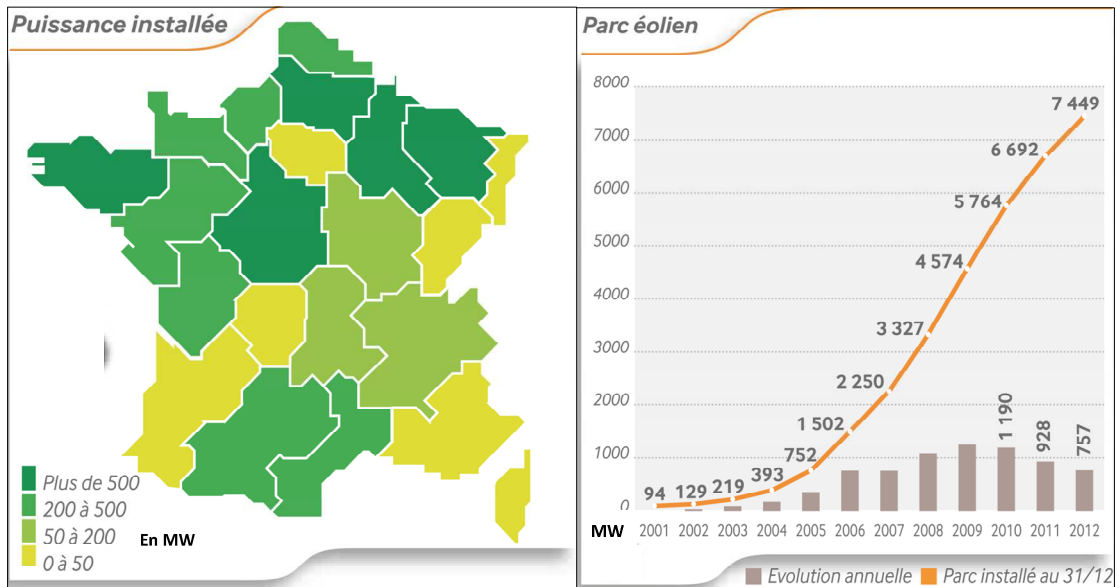 Puissance installée
Plus de 500
200 à 500
50 à 200
0 à 50
En MW
Parc éolien
8000
7000
6000
5000
4000
3000
2000
1000
0
94
129
219
393
752
1 502
2 250
3 327
4 574
5 764
6 692
7 449
1 190
928
757
MW
2001 2002 2003 2004 2005 2006 2007 2008 2009 2010 2011 2012
Evolution annuelle Parc installé au 31/12